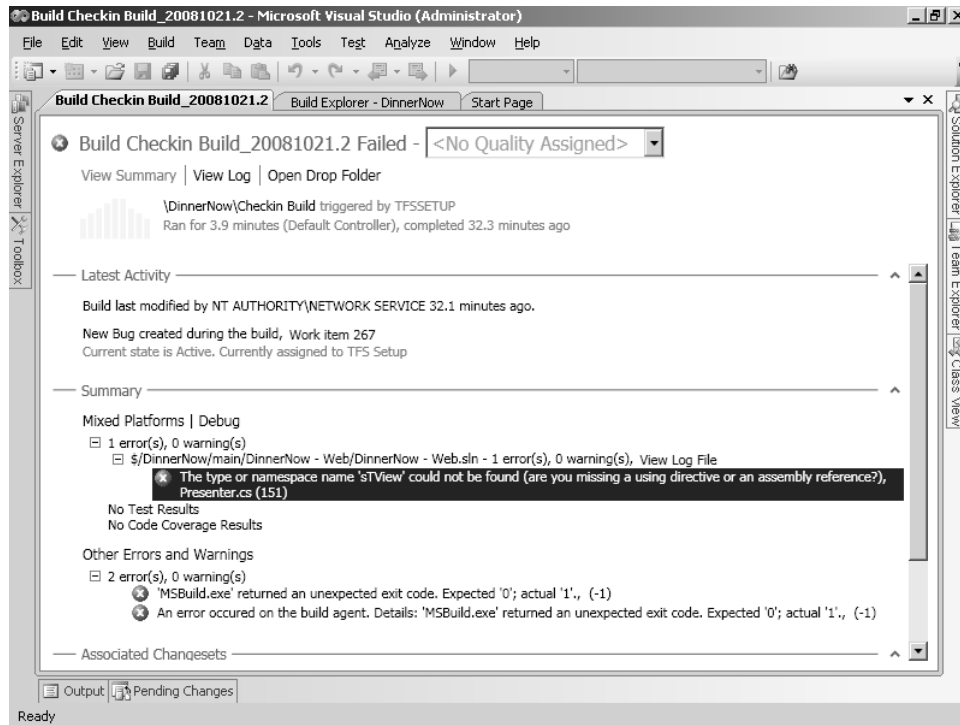 Build Checkin Build_20081021.2 - Microsoft Visual Studio (Administrator)
File Edit View Build Team Data Tools Test Analyze Window Help
Build Checkin Build_20081021.2 Build Explorer - DinnerNow Start Page
Server Explorer
Toolbox
Solution Explorer
Team Explorer
Class View
Build Checkin Build_20081021.2 Failed - <No Quality Assigned>
View Summary | View Log | Open Drop Folder
\DinnerNow\Checkin Build triggered by TFSSETUP
Ran for 3.9 minutes (Default Controller), completed 32.3 minutes ago
Latest Activity
Build last modified by NT AUTHORITY\NETWORK SERVICE 32.1 minutes ago.
New Bug created during the build, Work item 267
Current state is Active. Currently assigned to TFS Setup
Summary
Mixed Platforms | Debug
1 error(s), 0 warning(s)
$/DinnerNow/main/DinnerNow - Web/DinnerNow - Web.sln - 1 error(s), 0 warning(s), View Log File
The type or namespace name 'sTView' could not be found (are you missing a using directive or an assembly reference?),
Presenter.cs (151)
No Test Results
No Code Coverage Results
Other Errors and Warnings
2 error(s), 0 warning(s)
'MSBuild.exe' returned an unexpected exit code. Expected '0'; actual '1'., (-1)
An error occured on the build agent. Details: 'MSBuild.exe' returned an unexpected exit code. Expected '0'; actual '1'., (-1)
Associated Changesets
Output Pending Changes
Ready